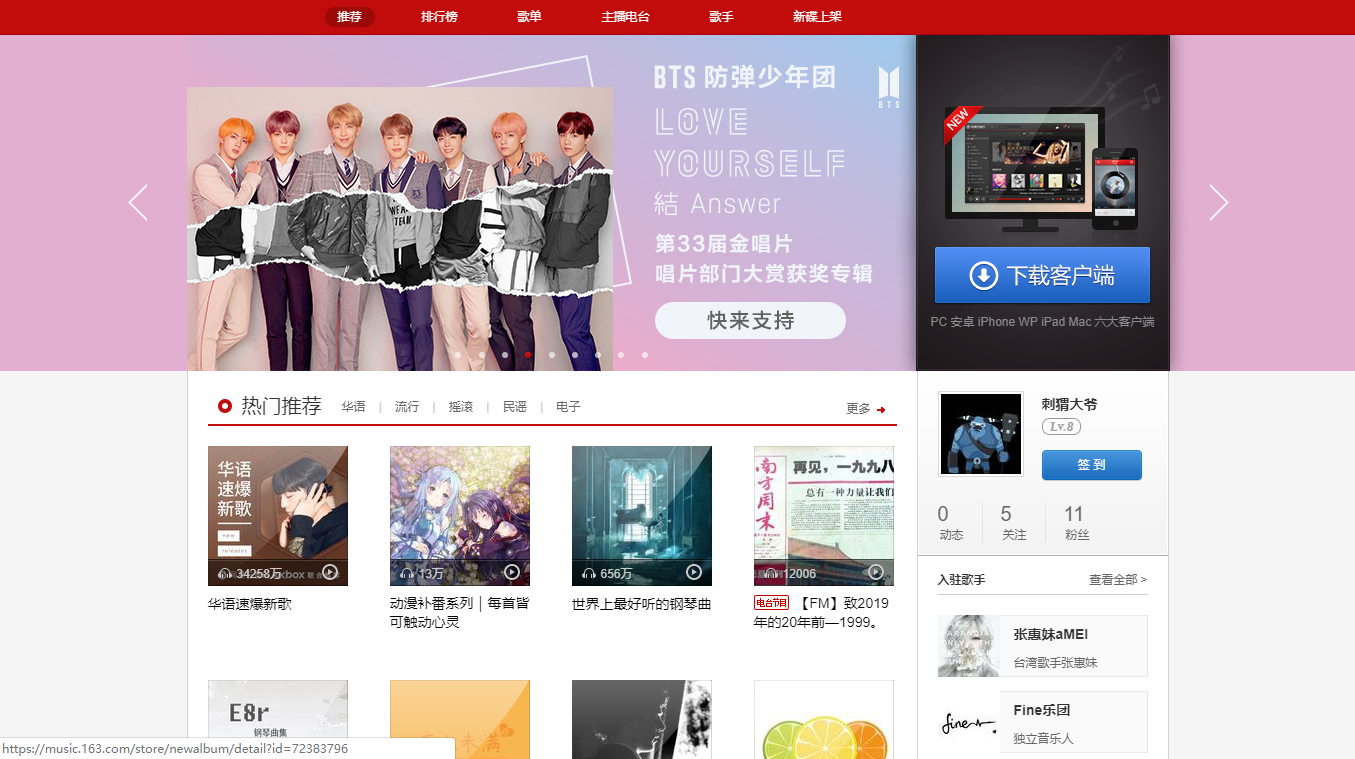 推荐
排行榜
歌单
主播电台
歌手
新碟上架
BTS 防弹少年团
BTS
LOVE
YOURSELF
結 Answer
第33届金唱片
唱片部门大赏获奖专辑
快来支持
WE ARE
TEAM
NEW
下载客户端
PC 安卓 iPhone WP iPad Mac 六大客户端
热门推荐
华语
流行
摇滚
民谣
电子
更多
华语
速爆
新歌
new
releases
34258万
华语速爆新歌
13万
动漫补番系列 | 每首皆
可触动心灵
656万
世界上最好听的钢琴曲
南方周末
再见，一九九八
总有一种力量让我们
12006
电台节目 【FM】致2019
年的20年前—1999。
E8r
钢琴曲集
未满
刺猬大爷
Lv.8
签 到
0
动态
5
关注
11
粉丝
入驻歌手
查看全部 >
张惠妹aMEI
台湾歌手张惠妹
fine
Fine乐团
独立音乐人
https://music.163.com/store/newalbum/detail?id=72383796